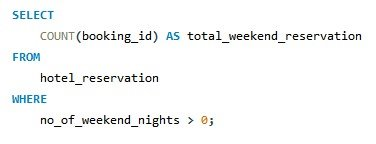 SELECT
COUNT(booking_id) AS total_weekend_reservation
FROM
hotel_reservation
WHERE
no_of_weekend_nights > 0;